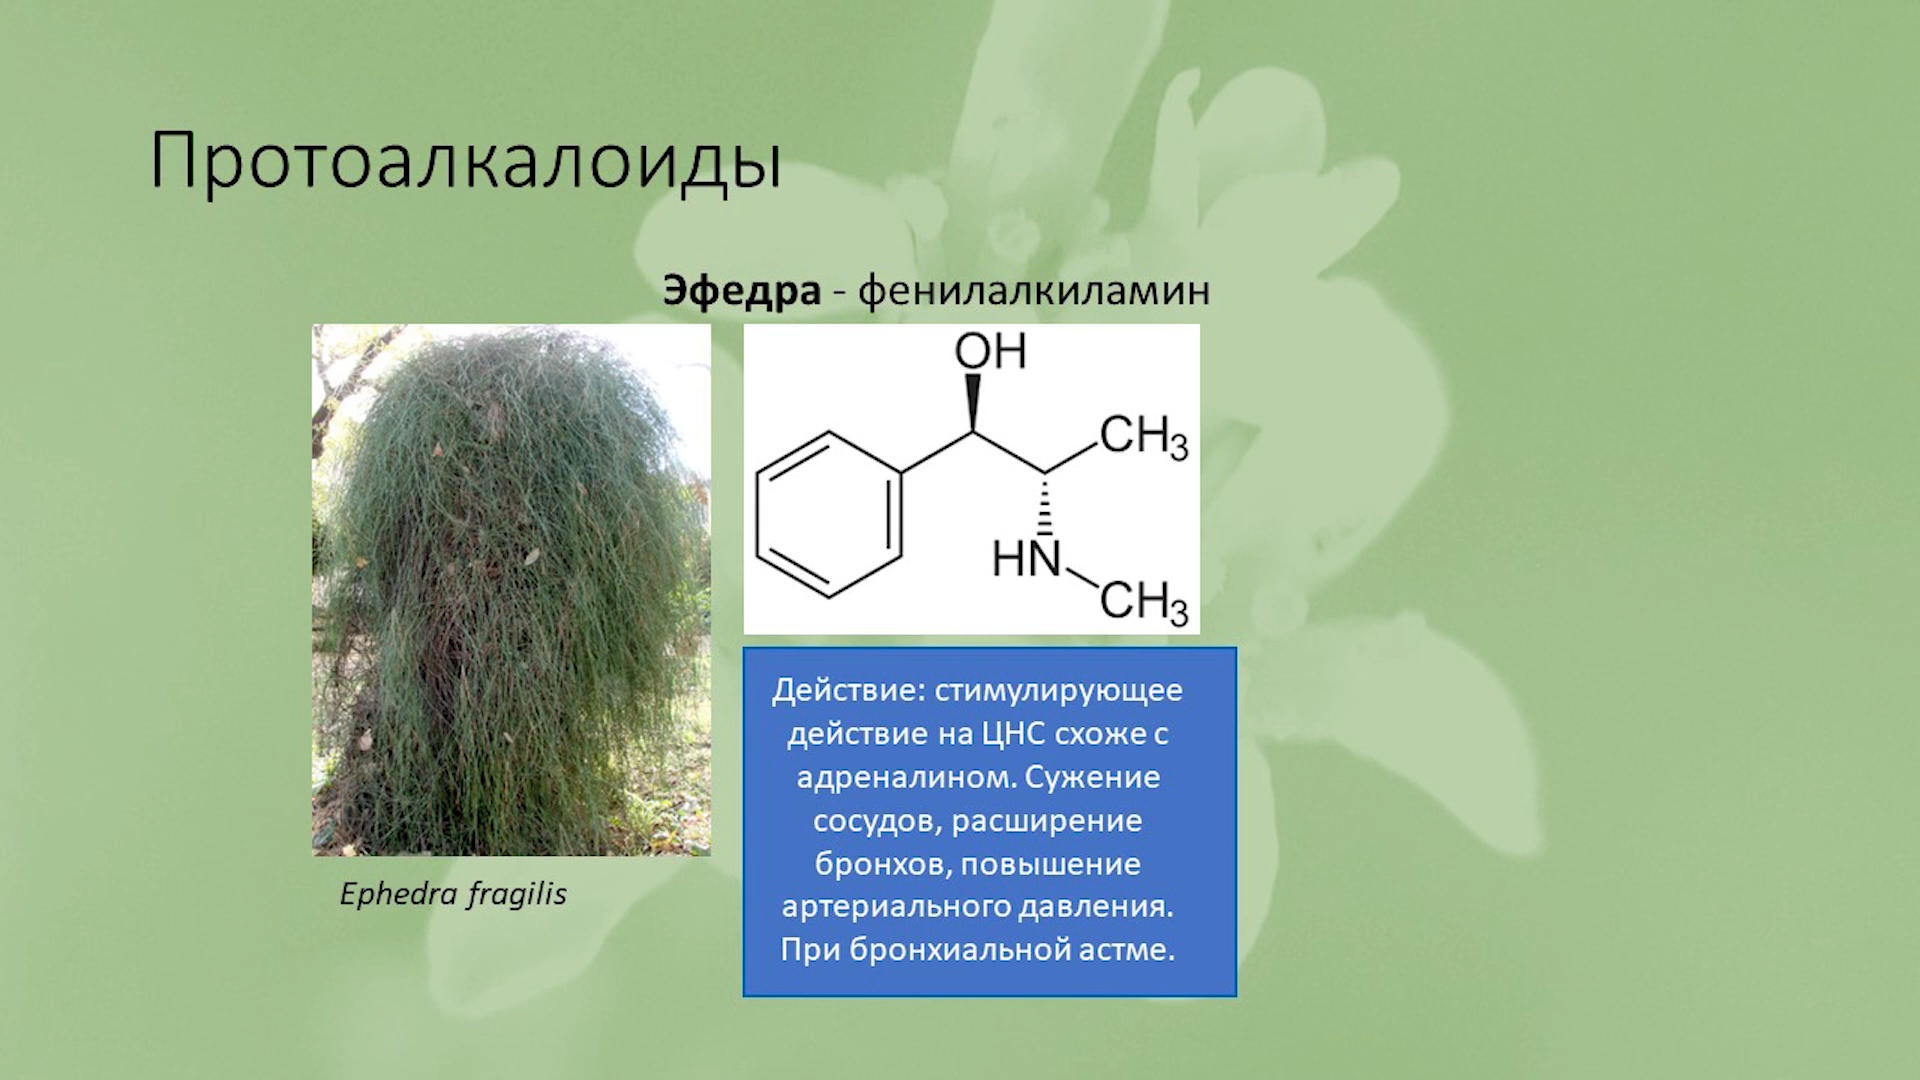 Протоалкалоиды
Эфедра - фенилалкиламин
OH
CH3
HN
CH3
Действие: стимулирующее
действие на ЦНС схоже с
адреналином. Сужение
сосудов, расширение
бронхов, повышение
артериального давления.
При бронхиальной астме.
Ephedra fragilis